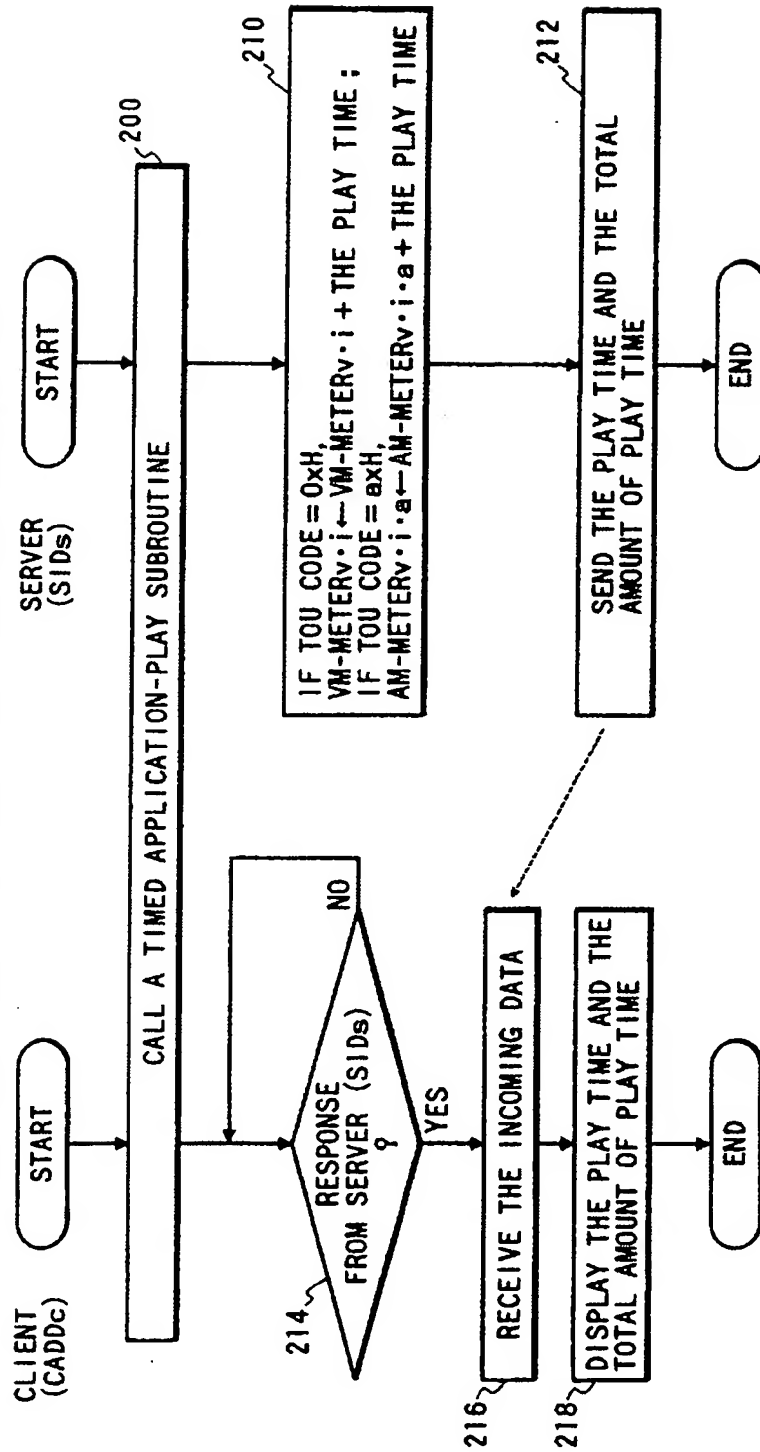 CLIENT
(CADDc)
SERVER
(SIDs)
START
START
200
CALL A TIMED APPLICATION-PLAY SUBROUTINE
210
IF TOU CODE=0xH,
VM-METERv·i←VM-METERv·i+THE PLAY TIME;
IF TOU CODE=axH,
AM-METERv·i·a←AM-METERv·i·a+THE PLAY TIME
214
RESPONSE
FROM SERVER (SIDs)
?
NO
YES
212
SEND THE PLAY TIME AND THE TOTAL
AMOUNT OF PLAY TIME
216
RECEIVE THE INCOMING DATA
218
DISPLAY THE PLAY TIME AND THE
TOTAL AMOUNT OF PLAY TIME
END
END